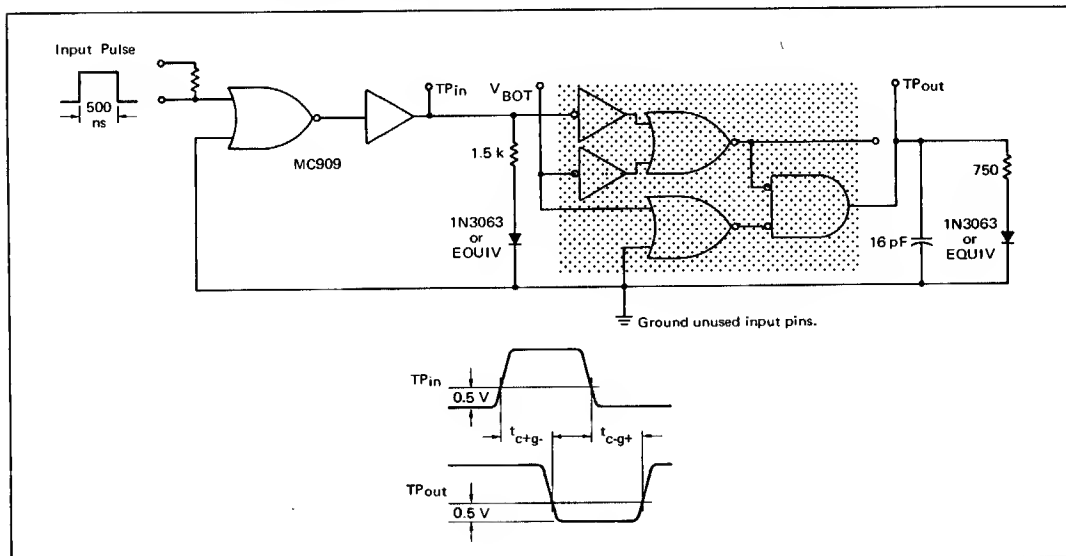 Input Pulse
500
ns
MC909
TPin
VBOT
TPout
1.5 k
1N3063
or
EOUIV
750
16 pF
1N3063
or
EQUIV
Ground unused input pins.
TPin
0.5 V
tc+g-
tc-g+
TPout
0.5 V